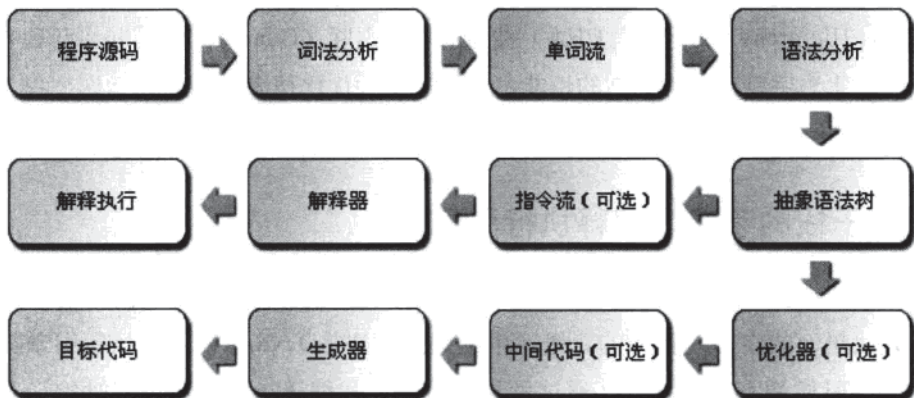 程序源码
词法分析
单词流
语法分析
解释执行
解释器
指令流(可选)
抽象语法树
目标代码
生成器
中间代码(可选)
优化器(可选)